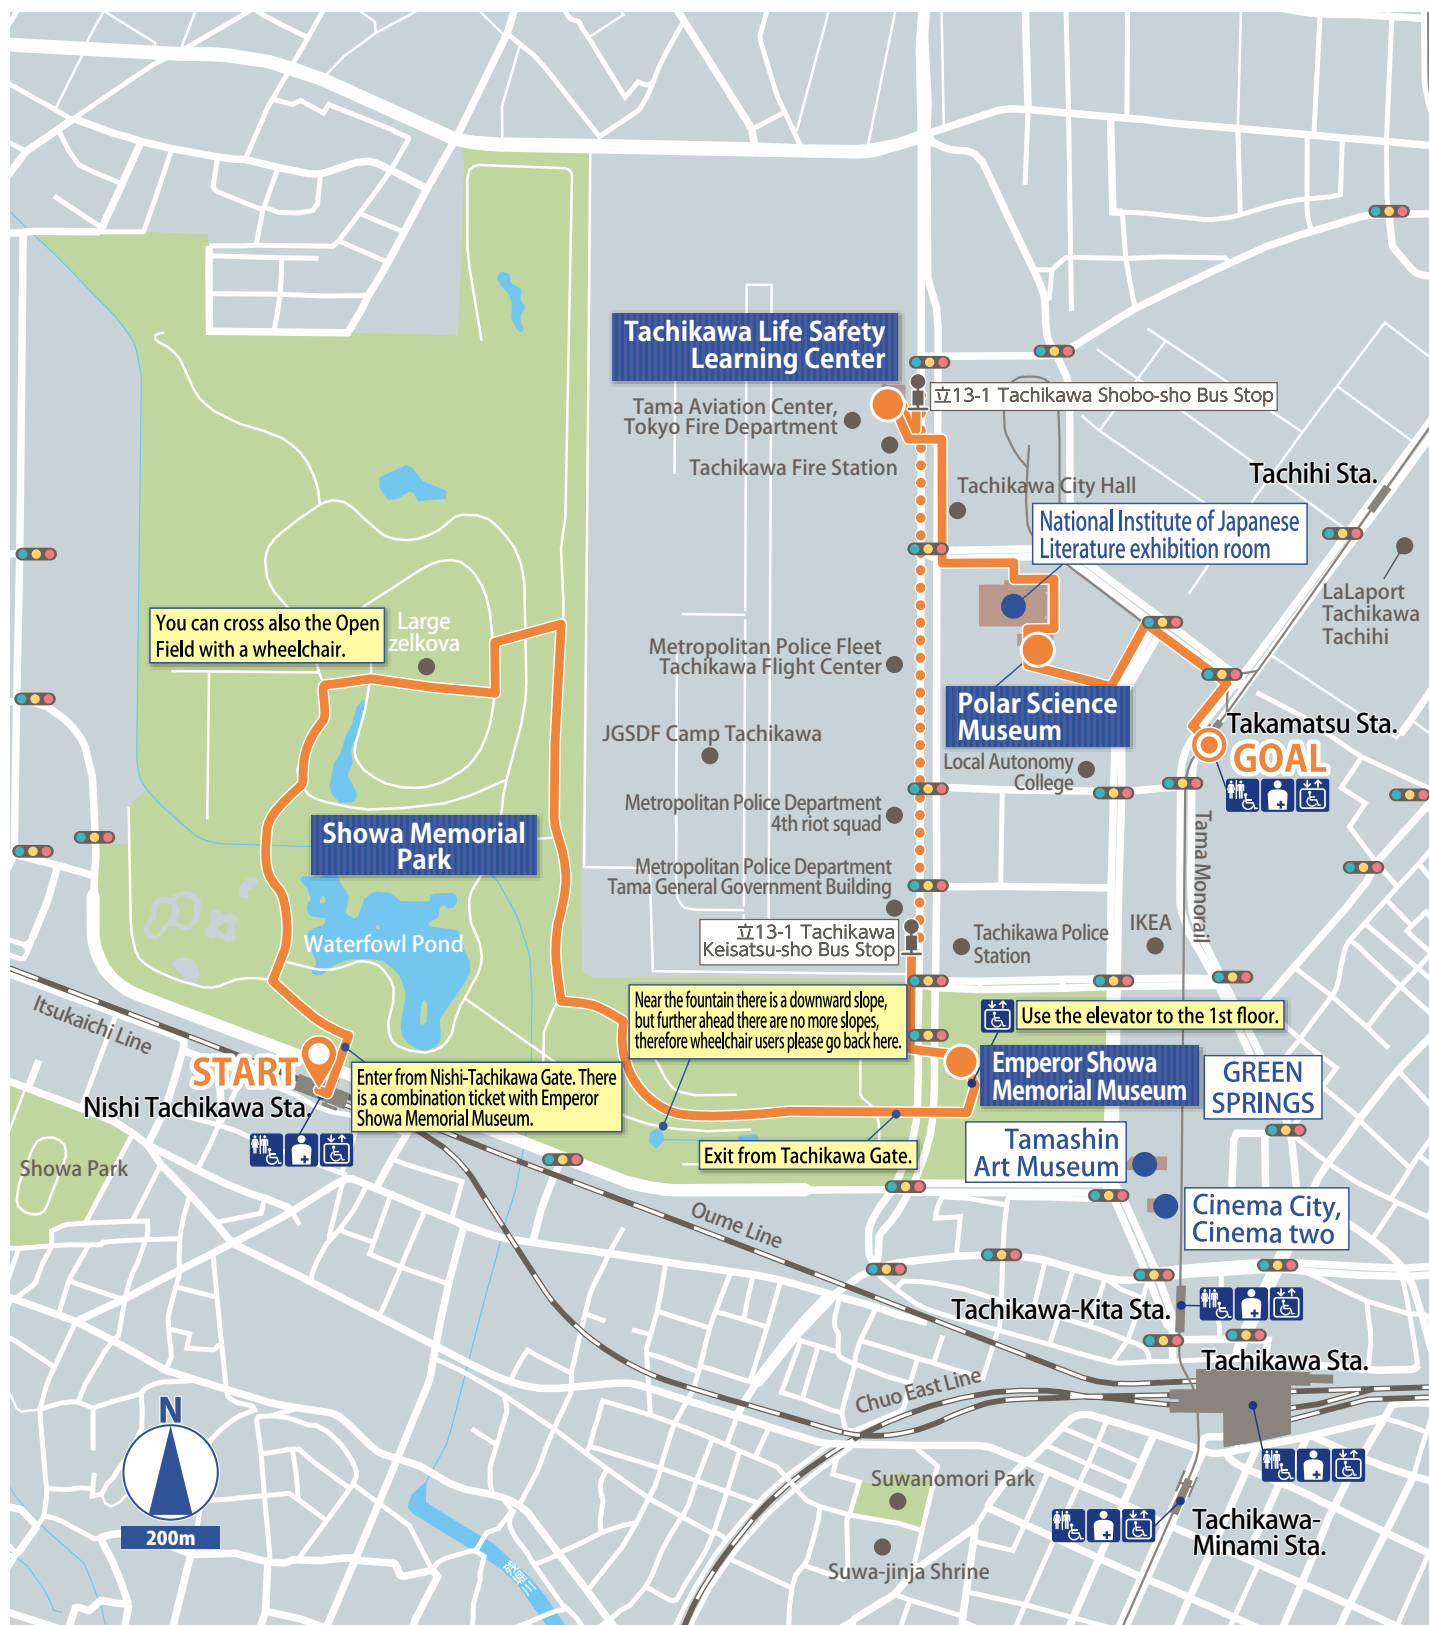 Tachikawa Life Safety
Learning Center
立13-1 Tachikawa Shobo-sho Bus Stop
Tama Aviation Center,
Tokyo Fire Department
Tachikawa Fire Station
Tachihi Sta.
Tachikawa City Hall
National Institute of Japanese
Literature exhibition room
LaLaport
Tachikawa
Tachihi
You can cross also the Open
Field with a wheelchair.
Large
zelkova
Metropolitan Police Fleet
Tachikawa Flight Center
Polar Science
Museum
Takamatsu Sta.
GOAL
JGSDF Camp Tachikawa
Local Autonomy
College
Metropolitan Police Department
4th riot squad
Tama Monorail
Showa Memorial
Park
Metropolitan Police Department
Tama General Government Building
立13-1 Tachikawa
Keisatsu-sho Bus Stop
Tachikawa Police
Station
IKEA
Waterfowl Pond
Itsukaichi Line
Near the fountain there is a downward slope,
but further ahead there are no more slopes,
therefore wheelchair users please go back here.
Use the elevator to the 1st floor.
START
Nishi Tachikawa Sta.
Enter from Nishi-Tachikawa Gate. There
is a combination ticket with Emperor
Showa Memorial Museum.
Emperor Showa
Memorial Museum
GREEN
SPRINGS
Exit from Tachikawa Gate.
Tamashin
Art Museum
Showa Park
Cinema City,
Cinema two
Oume Line
Tachikawa-Kita Sta.
Tachikawa Sta.
Chuo East Line
N
200m
Suwanomori Park
Tachikawa-
Minami Sta.
Suwa-jinja Shrine